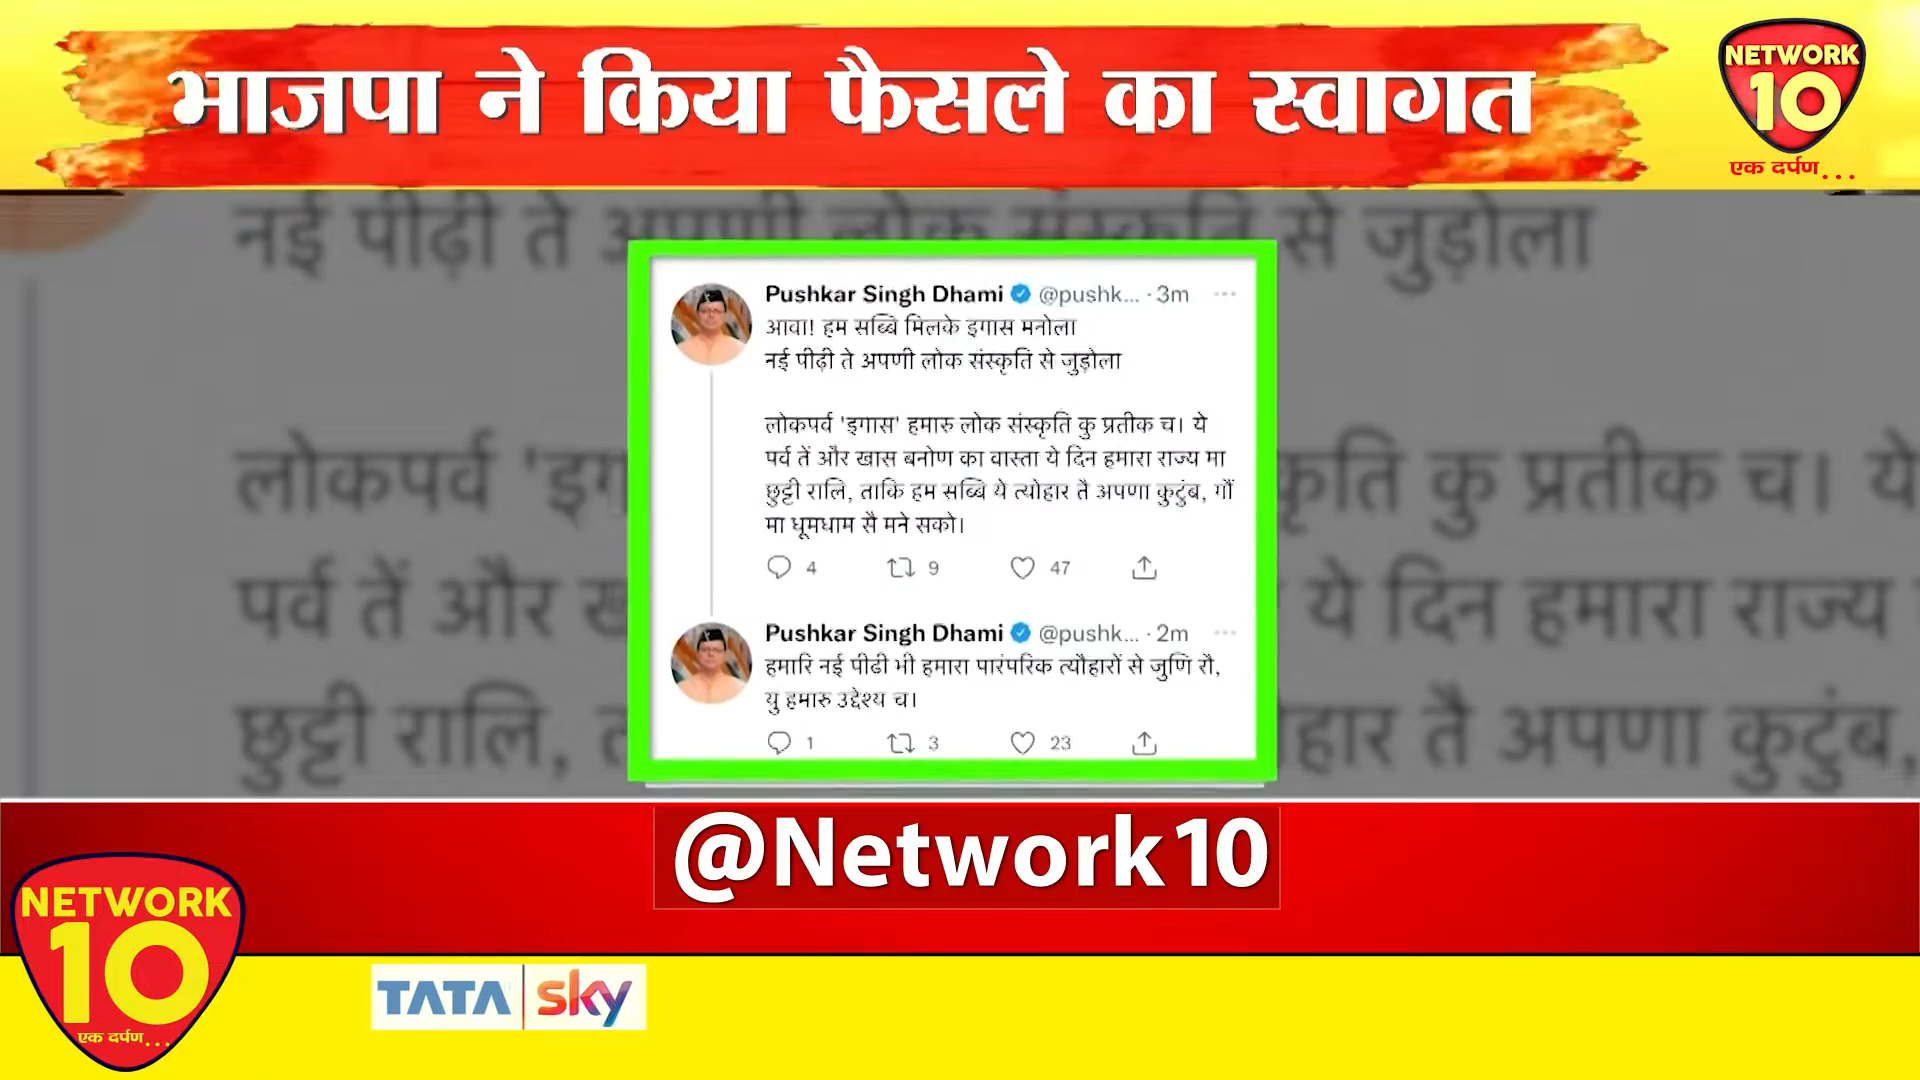 भाजपा ने किया फैसले का स्वागत
NETWORK
10
एक दर्पण...
नई पीढ़ी ते अपणी लोक संस्कृति से जुड़ोला
Pushkar Singh Dhami @pushk... · 3m
आवा! हम सब्बि मिलके इगास मनोला
नई पीढ़ी ते अपणी लोक संस्कृति से जुड़ोला
लोकपर्व 'इगास' हमारु लोक संस्कृति कु प्रतीक च। ये
पर्व तें और खास बनोण का वास्ता ये दिन हमारा राज्य मा
छुट्टी रालि, ताकि हम सब्बि ये त्योहार तै अपणा कुटुंब, गौं
मा धूमधाम सै मने सको।
4 9 47
Pushkar Singh Dhami @pushk... · 2m
हमारि नई पीढी भी हमारा पारंपरिक त्यौहारों से जुणि रौ,
यु हमारु उद्देश्य च।
1 3 23
लोकपर्व 'इग कृति कु प्रतीक च। ये
पर्व तें और ख ये दिन हमारा राज्य
छुट्टी रालि, त होहार तै अपणा कुटुंब,
@Network10
NETWORK
10
एक दर्पण...
TATA sky